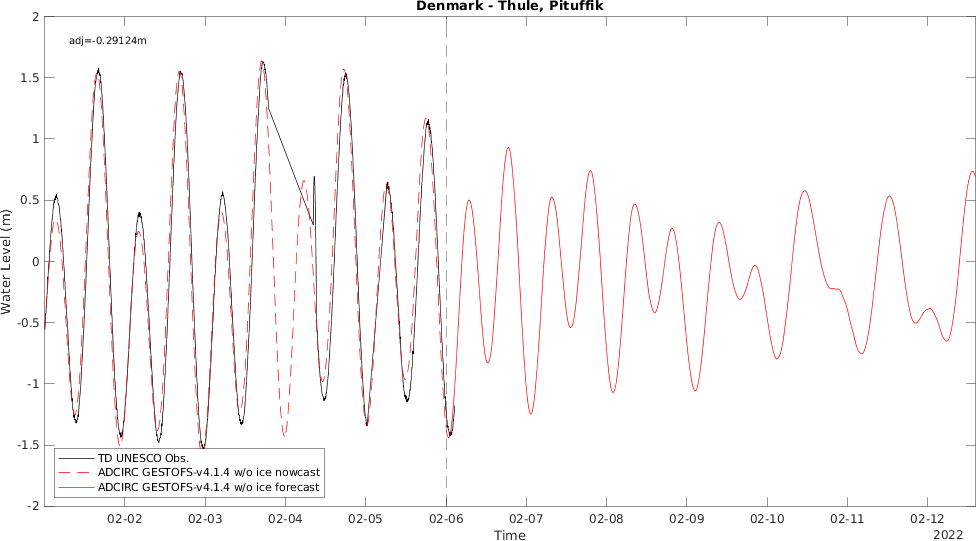 Denmark - Thule, Pituffik
adj=-0.29124m
2
1.5
1
0.5
0
-0.5
-1
-1.5
-2
Water Level (m)
TD UNESCO Obs.
ADCIRC GESTOFS-v4.1.4 w/o ice nowcast
ADCIRC GESTOFS-v4.1.4 w/o ice forecast
02-02 02-03 02-04 02-05 02-06 02-07 02-08 02-09 02-10 02-11 02-12
Time
2022